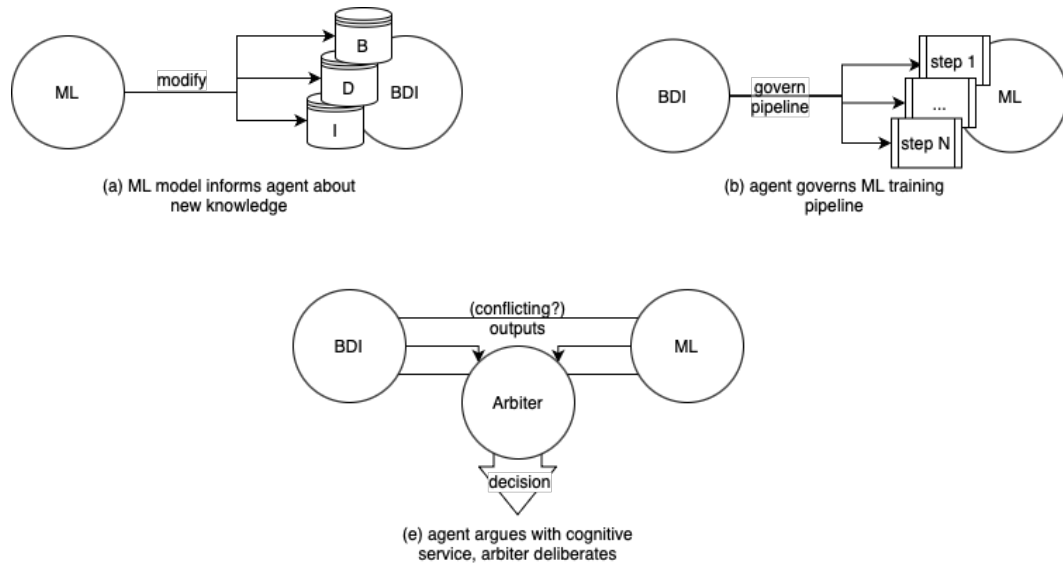 ML
modify
B
D
I
BDI
(a) ML model informs agent about
new knowledge
BDI
govern
pipeline
step 1
...
step N
ML
(b) agent governs ML training
pipeline
BDI
(conflicting?)
outputs
ML
Arbiter
decision
(e) agent argues with cognitive
service, arbiter deliberates